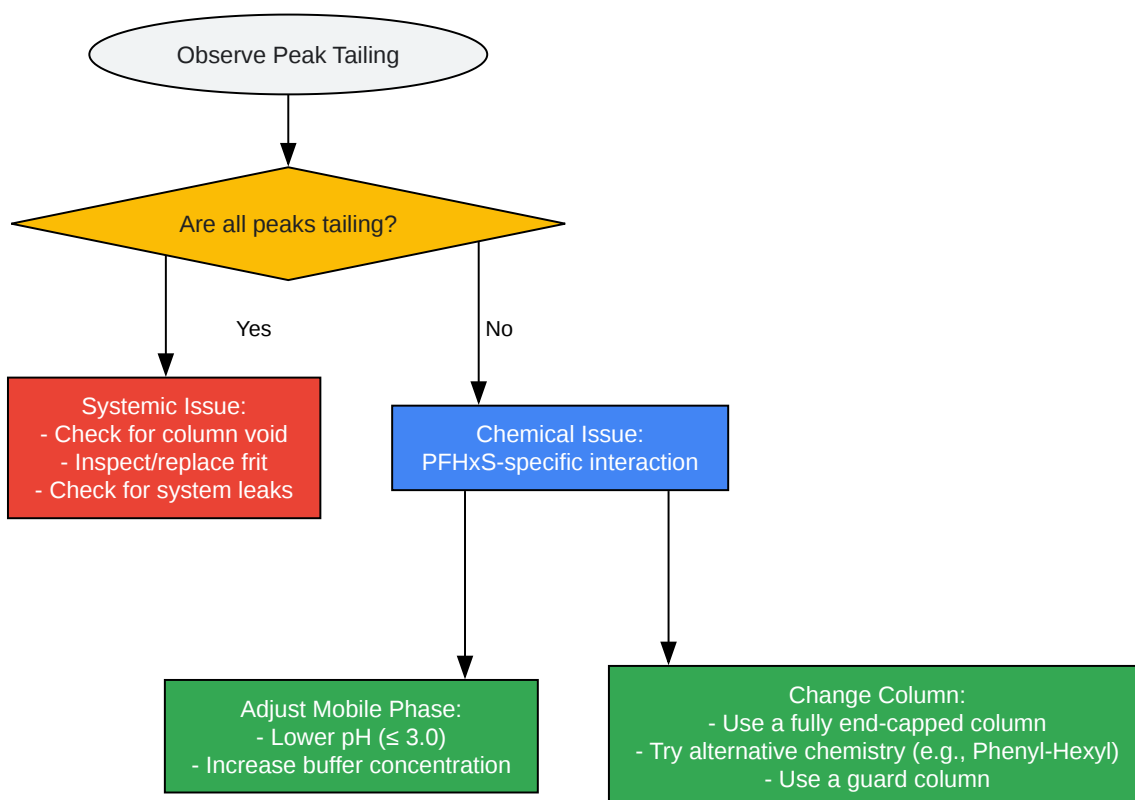 Observe Peak Tailing
Are all peaks tailing?
Yes
No
Systemic Issue:
- Check for column void
- Inspect/replace frit
- Check for system leaks
Chemical Issue:
PFHxS-specific interaction
Adjust Mobile Phase:
- Lower pH (≤ 3.0)
- Increase buffer concentration
Change Column:
- Use a fully end-capped column
- Try alternative chemistry (e.g., Phenyl-Hexyl)
- Use a guard column